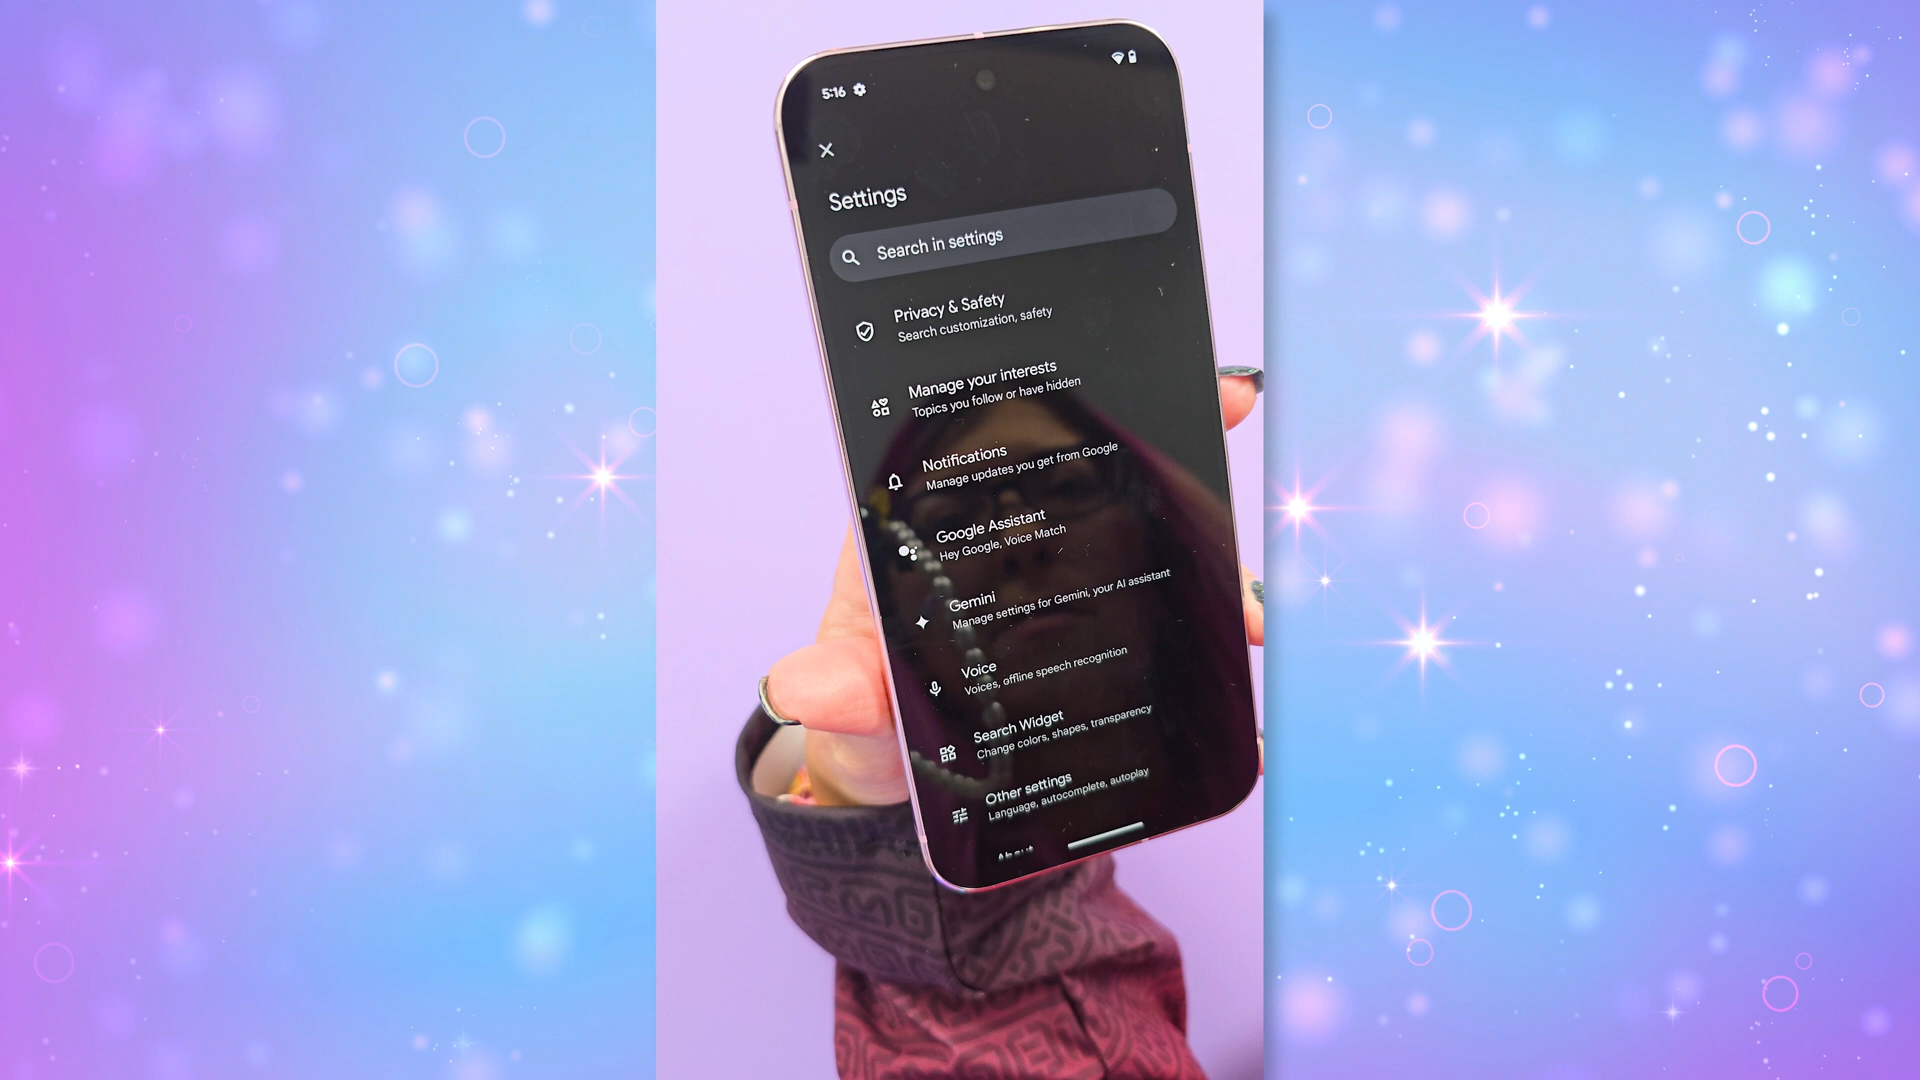 5:16
Settings
Search in settings
Privacy & Safety
Search customization, safety
Manage your interests
Topics you follow or have hidden
Notifications
Manage updates you get from Google
Google Assistant
Hey Google, Voice Match
Gemini
Manage settings for Gemini, your AI assistant
Voice
Voices, offline speech recognition
Search Widget
Change colors, shapes, transparency
Other settings
Language, autocomplete, autoplay
About